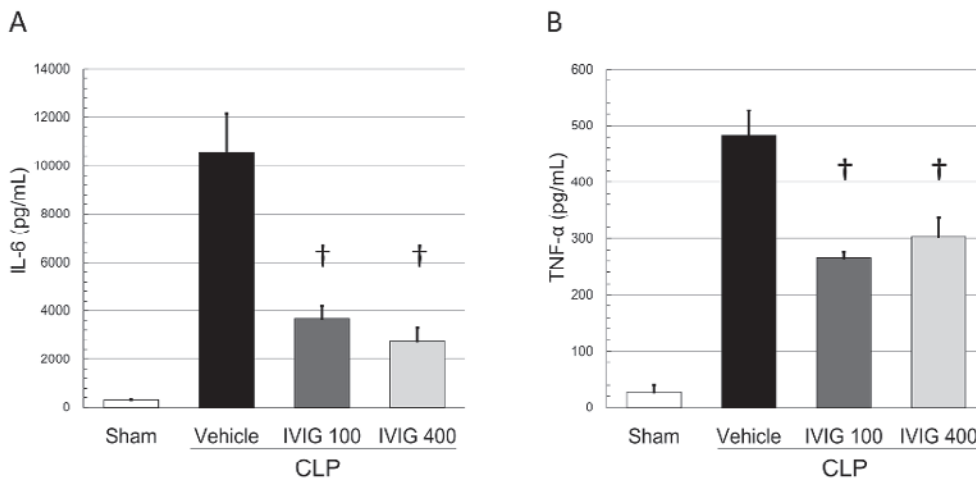 A
IL-6 (pg/mL)
14000
12000
10000
8000
6000
4000
2000
0
† †
Sham Vehicle IVIG 100 IVIG 400
CLP
B
TNF-α (pg/mL)
600
500
400
300
200
100
0
† †
Sham Vehicle IVIG 100 IVIG 400
CLP